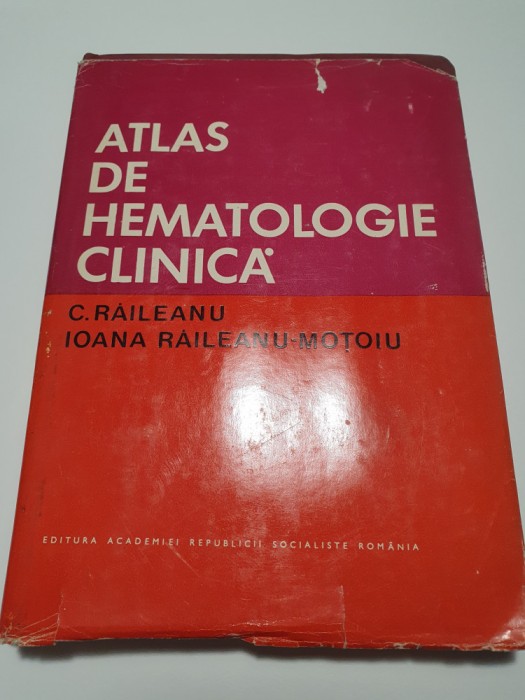 ATLAS
DE
HEMATOLOGIE
CLINICĂ
C. RĂILEANU
IOANA RĂILEANU-MOȚOIU
EDITURA ACADEMIEI REPUBLICII SOCIALISTE ROMÂNIA